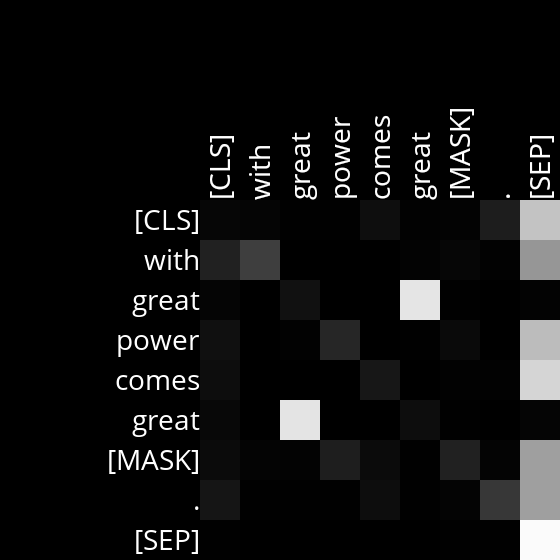 [CLS] with great power comes great [MASK] . [SEP]
[CLS]
with
great
power
comes
great
[MASK]
.
[SEP]